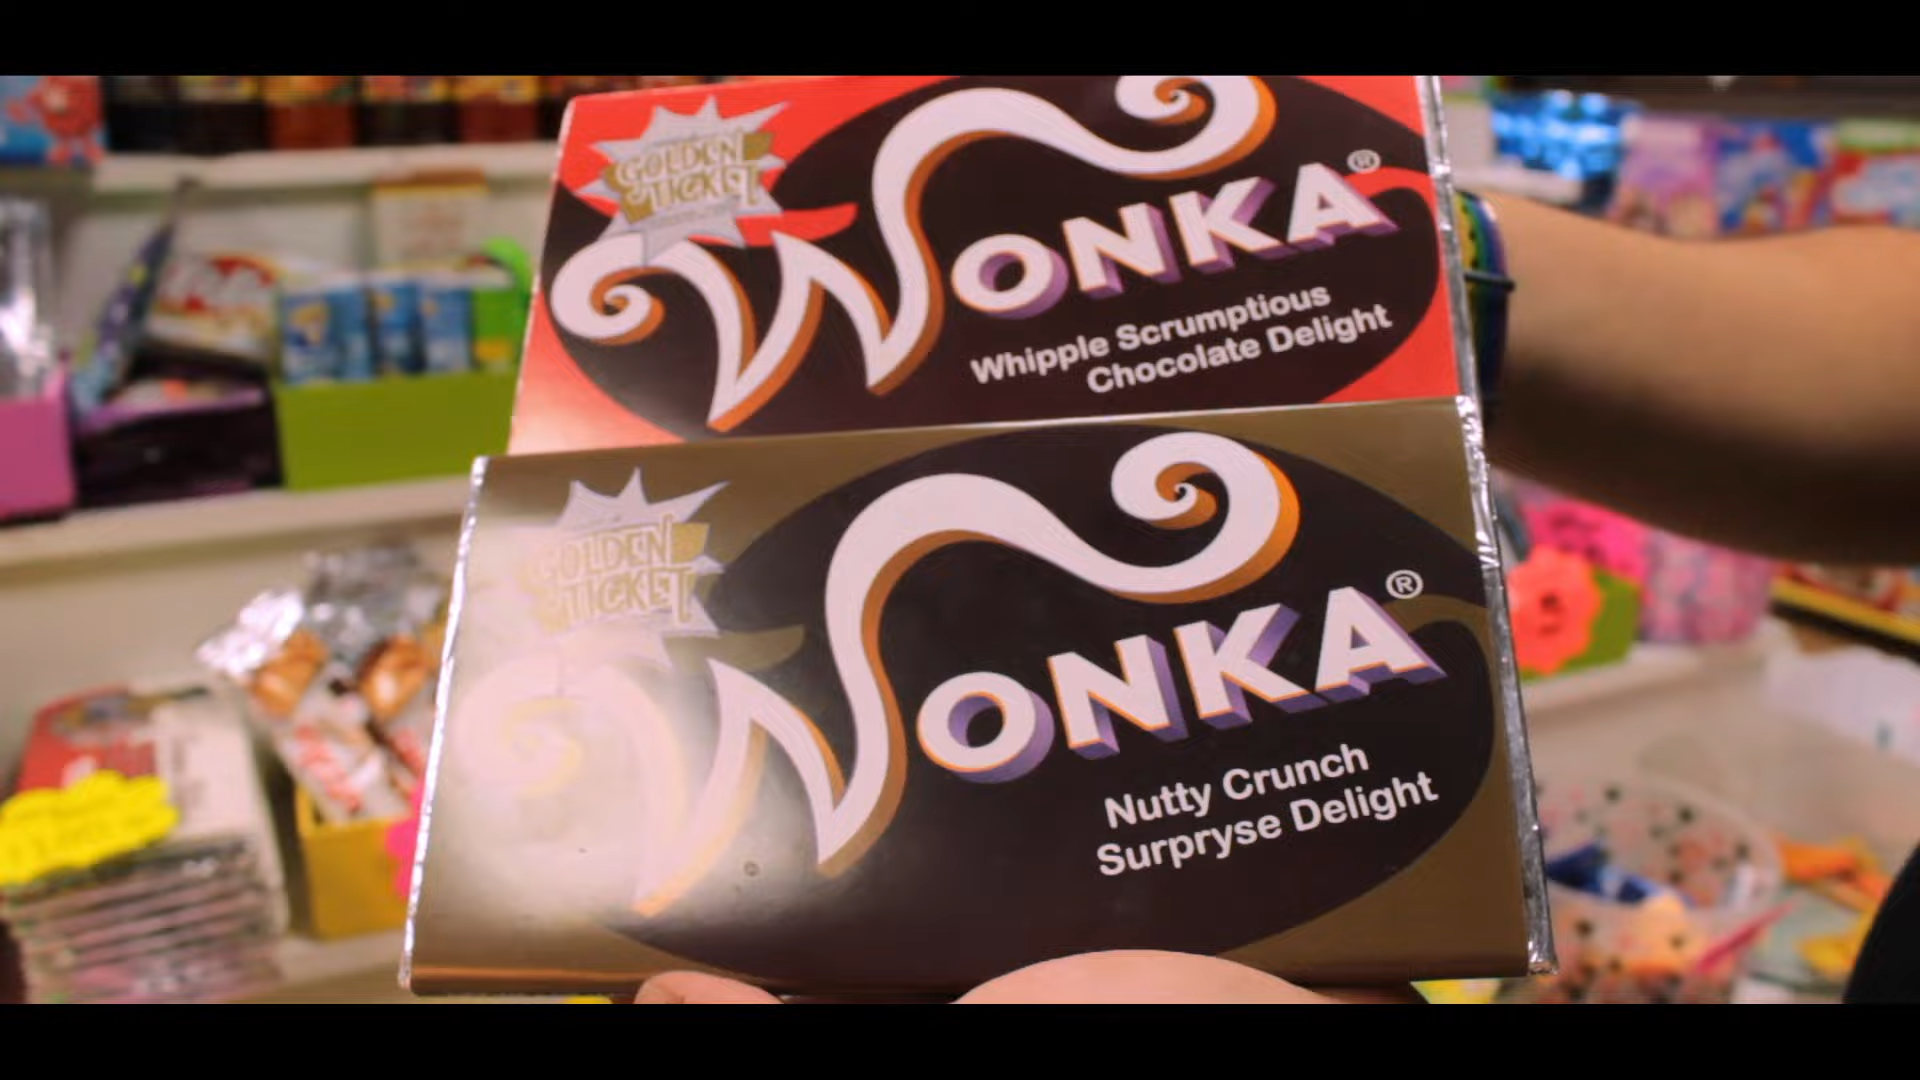 GOLDEN
TICKET
WONKA®
Whipple Scrumptious
Chocolate Delight
GOLDEN
TICKET
WONKA®
Nutty Crunch
Surpryse Delight